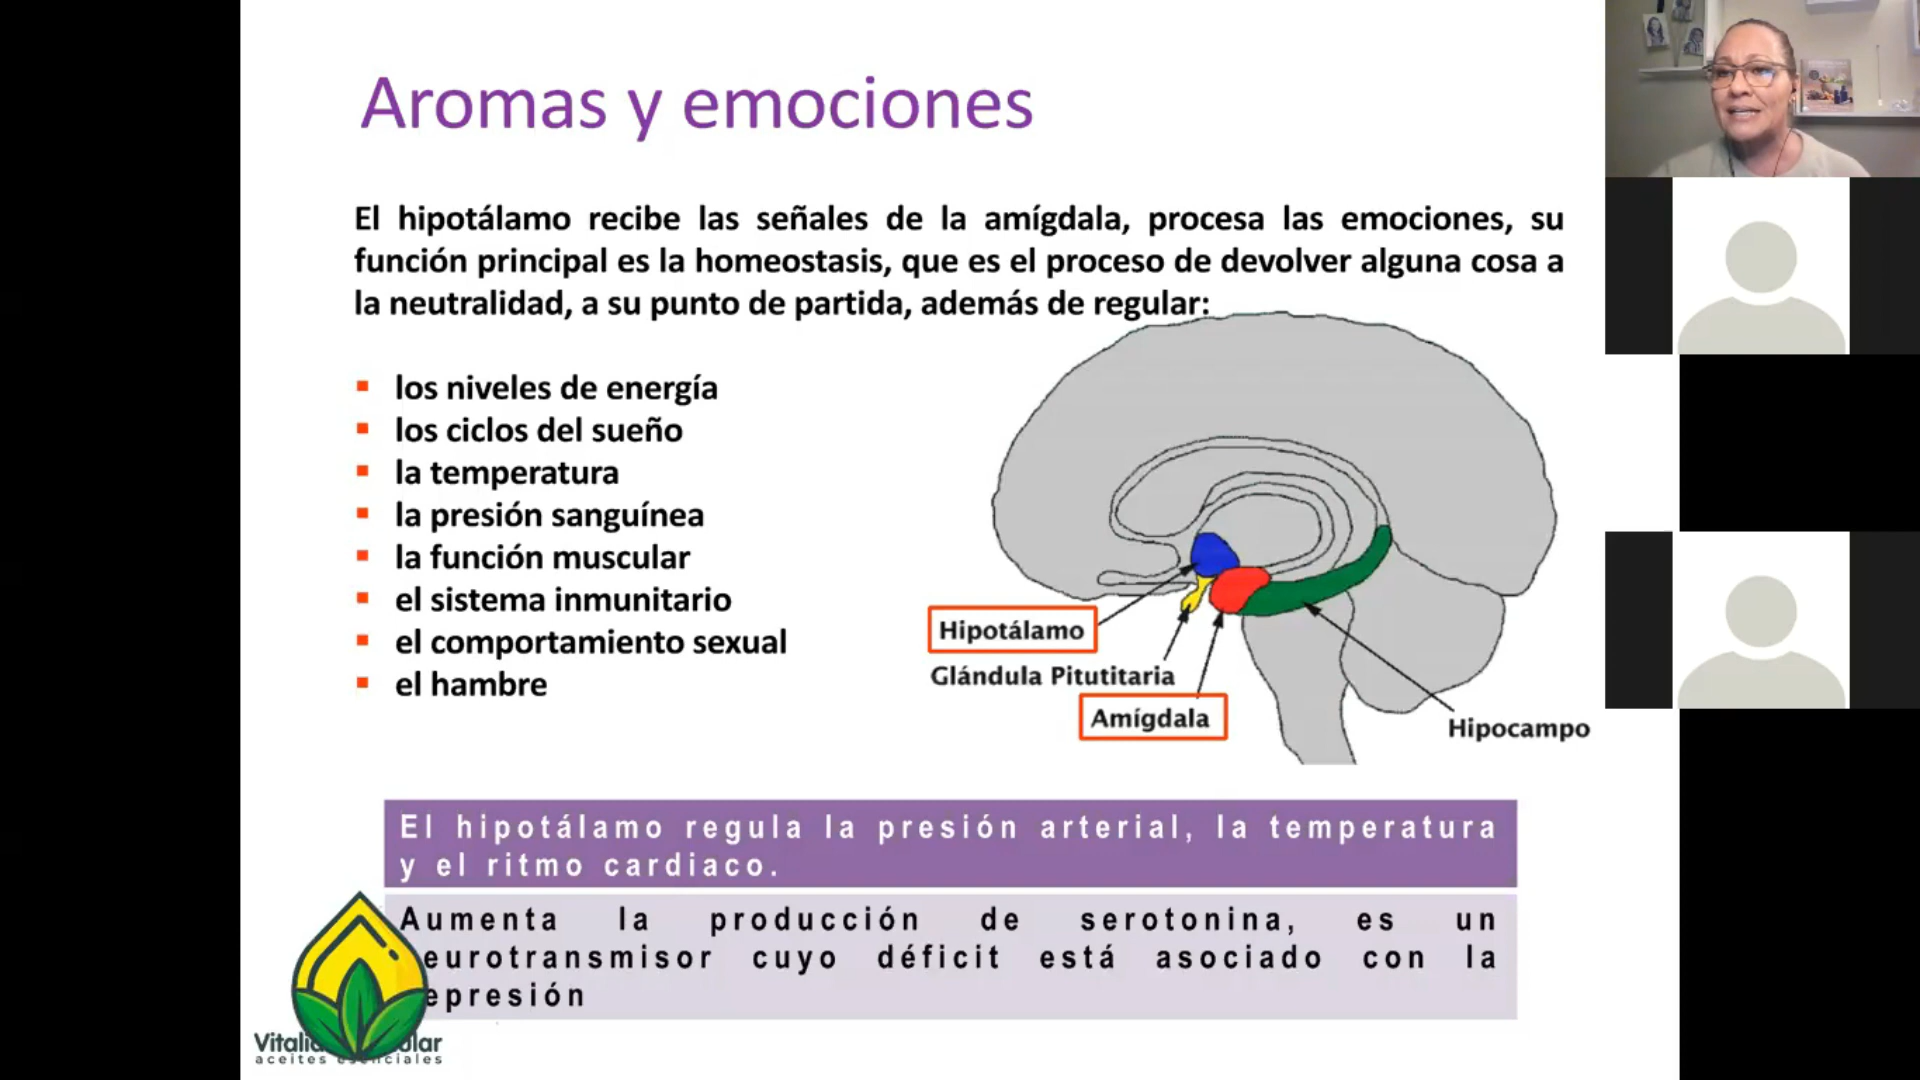 Aromas y emociones
El hipotálamo recibe las señales de la amígdala, procesa las emociones, su
función principal es la homeostasis, que es el proceso de devolver alguna cosa a
la neutralidad, a su punto de partida, además de regular:
los niveles de energía
los ciclos del sueño
la temperatura
la presión sanguínea
la función muscular
el sistema inmunitario
el comportamiento sexual
el hambre
Hipotálamo
Glándula Pitutitaria
Amígdala
Hipocampo
El hipotálamo regula la presión arterial, la temperatura
y el ritmo cardiaco.
Aumenta la producción de serotonina, es un
eurotransmisor cuyo déficit está asociado con la
epresión
aceites